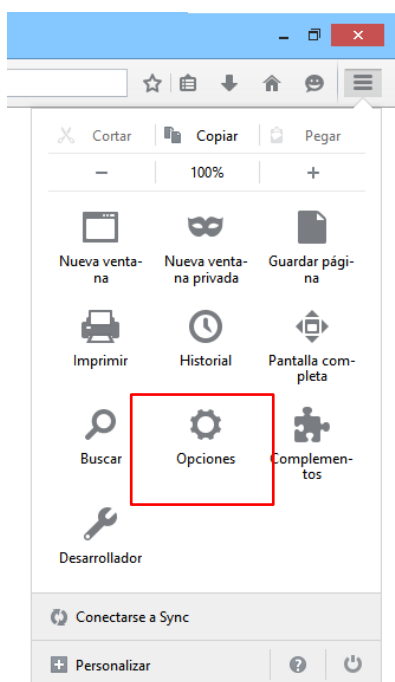 Cortar Copiar Pegar
− 100% +
Nueva venta- Nueva venta- Guardar pági-
na na privada na
Imprimir Historial Pantalla com-
pleta
Buscar Opciones Complemen-
tos
Desarrollador
Conectarse a Sync
Personalizar